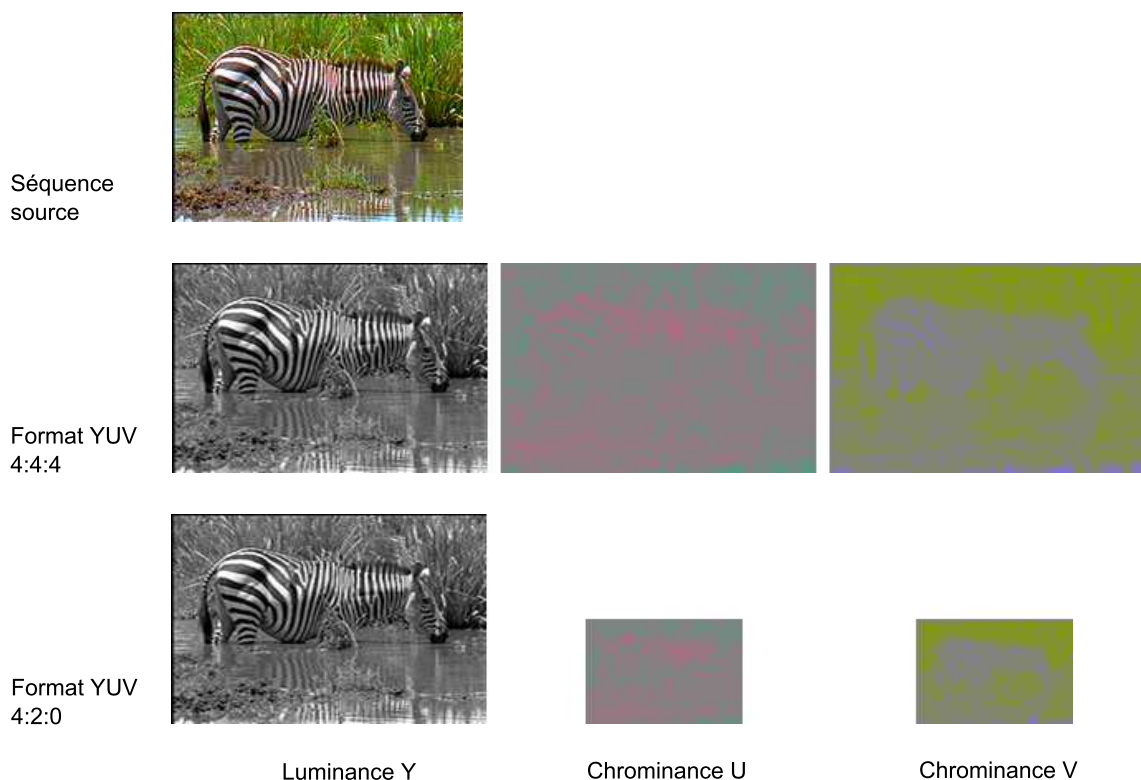 Séquence
source
Format YUV
4:4:4
Format YUV
4:2:0
Luminance Y
Chrominance U
Chrominance V